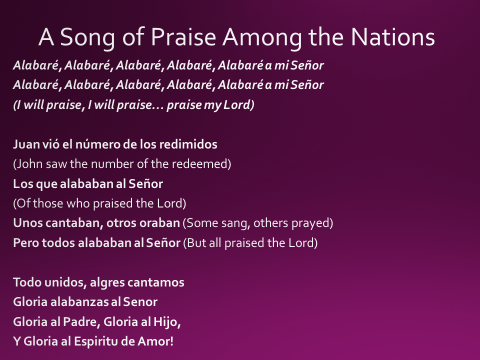 A Song of Praise Among the Nations
Alabaré, Alabaré, Alabaré, Alabaré, Alabaré a mi Señor
Alabaré, Alabaré, Alabaré, Alabaré, Alabaré a mi Señor
(I will praise, I will praise… praise my Lord)
Juan vió el número de los redimidos
(John saw the number of the redeemed)
Los que alababan al Señor
(Of those who praised the Lord)
Unos cantaban, otros oraban (Some sang, others prayed)
Pero todos alababan al Señor (But all praised the Lord)
Todo unidos, algres cantamos
Gloria alabanzas al Senor
Gloria al Padre, Gloria al Hijo,
Y Gloria al Espiritu de Amor!